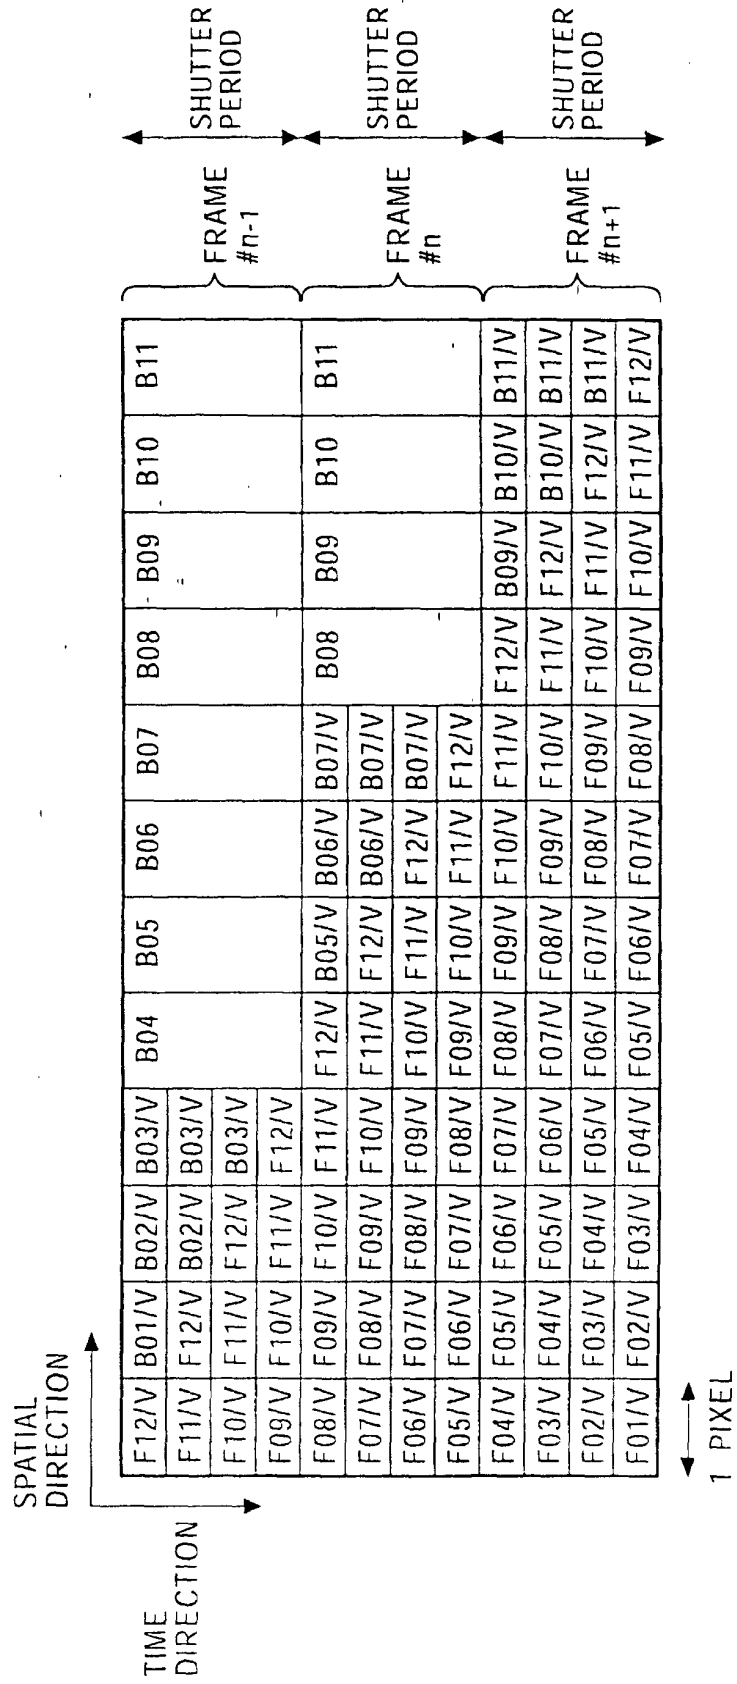 SPATIAL
DIRECTION
TIME
DIRECTION
F12/V B01/V B02/V B03/V B04 B05 B06 B07 B08 B09 B10 B11
F11/V F12/V B02/V B03/V
F10/V F11/V F12/V B03/V
F09/V F10/V F11/V F12/V
FRAME
#n-1
SHUTTER
PERIOD
F08/V F09/V F10/V F11/V F12/V B05/V B06/V B07/V B08 B09 B10 B11
F07/V F08/V F09/V F10/V F11/V F12/V B06/V B07/V
F06/V F07/V F08/V F09/V F10/V F11/V F12/V B07/V
F05/V F06/V F07/V F08/V F09/V F10/V F11/V F12/V
FRAME
#n
SHUTTER
PERIOD
F04/V F05/V F06/V F07/V F08/V F09/V F10/V F11/V F12/V B09/V B10/V B11/V
F03/V F04/V F05/V F06/V F07/V F08/V F09/V F10/V F11/V F12/V B10/V B11/V
F02/V F03/V F04/V F05/V F06/V F07/V F08/V F09/V F10/V F11/V F12/V B11/V
F01/V F02/V F03/V F04/V F05/V F06/V F07/V F08/V F09/V F10/V F11/V F12/V
FRAME
#n+1
SHUTTER
PERIOD
1 PIXEL